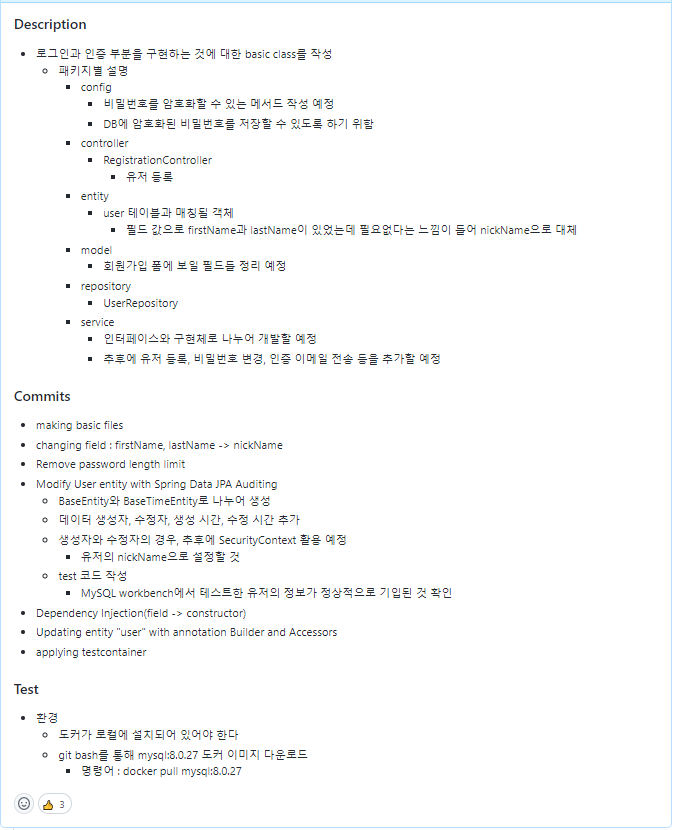 Description
로그인과 인증 부분을 구현하는 것에 대한 basic class를 작성
패키지별 설명
config
비밀번호를 암호화할 수 있는 메서드 작성 예정
DB에 암호화된 비밀번호를 저장할 수 있도록 하기 위함
controller
RegistrationController
유저 등록
entity
user 테이블과 매칭될 객체
필드 값으로 firstName과 lastName이 있었는데 필요없다는 느낌이 들어 nickName으로 대체
model
회원가입 폼에 보일 필드들 정리 예정
repository
UserRepository
service
인터페이스와 구현체로 나누어 개발할 예정
추후에 유저 등록, 비밀번호 변경, 인증 이메일 전송 등을 추가할 예정
Commits
making basic files
changing field : firstName, lastName -> nickName
Remove password length limit
Modify User entity with Spring Data JPA Auditing
BaseEntity와 BaseTimeEntity로 나누어 생성
데이터 생성자, 수정자, 생성 시간, 수정 시간 추가
생성자와 수정자의 경우, 추후에 SecurityContext 활용 예정
유저의 nickName으로 설정할 것
test 코드 작성
MySQL workbench에서 테스트한 유저의 정보가 정상적으로 기입된 것 확인
Dependency Injection(field -> constructor)
Updating entity "user" with annotation Builder and Accessors
applying testcontainer
Test
환경
도커가 로컬에 설치되어 있어야 한다
git bash를 통해 mysql:8.0.27 도커 이미지 다운로드
명령어 : docker pull mysql:8.0.27
3